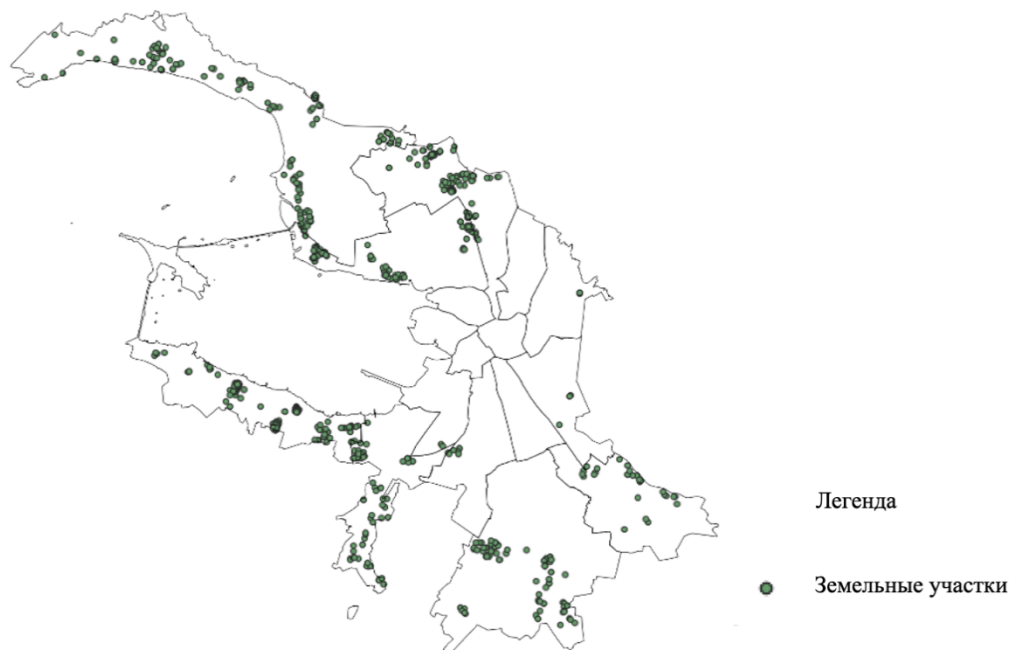 Легенда
Земельные участки